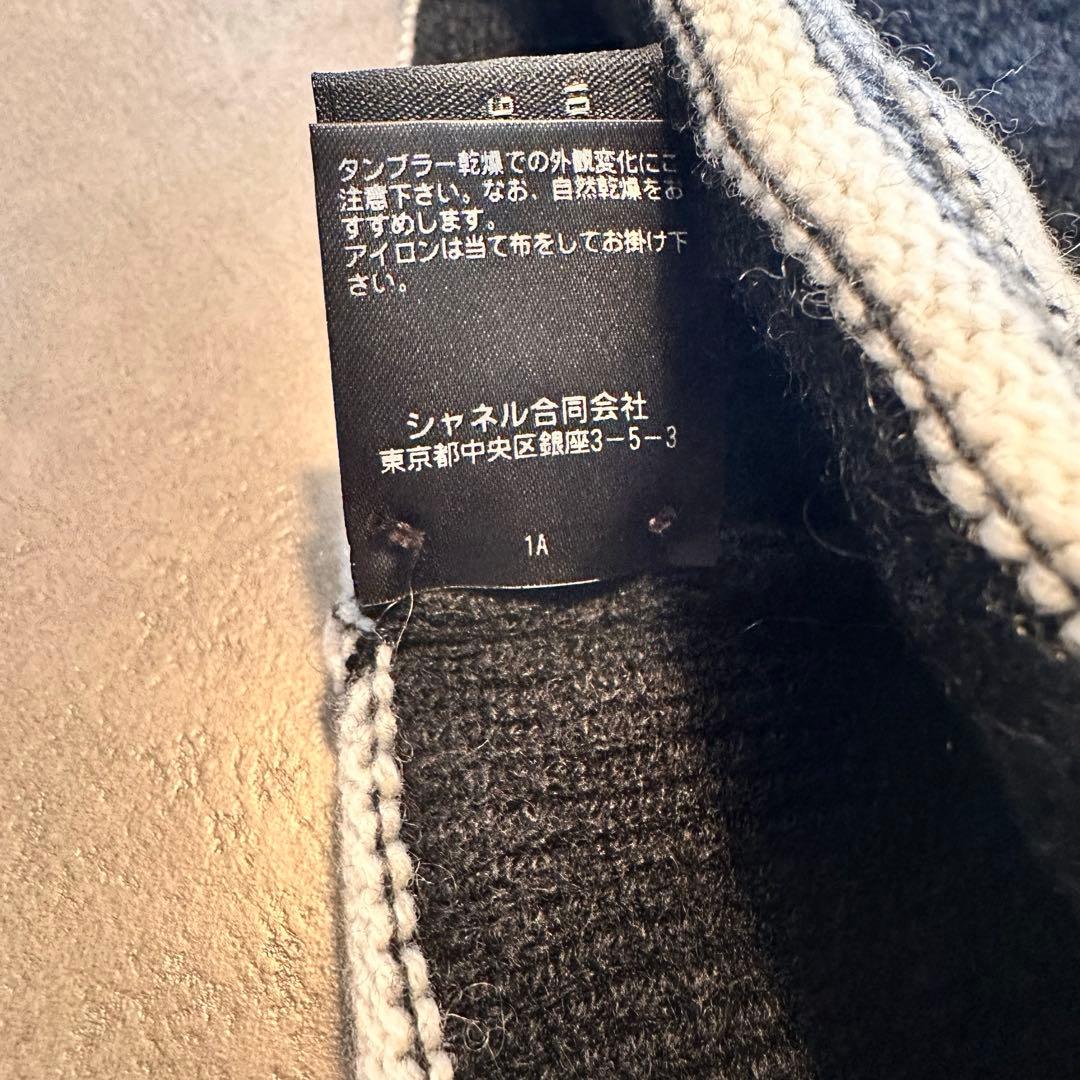 タンブラー乾燥での外観変化にご
注意下さい。なお、自然乾燥をお
すすめします。
アイロンは当て布をしてお掛け下
さい。
シャネル合同会社
東京都中央区銀座3-5-3
1A